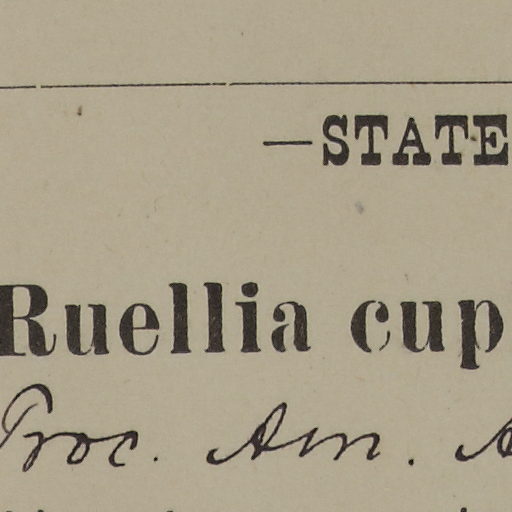 —STATE
Ruellia cup
Proc. Am. A